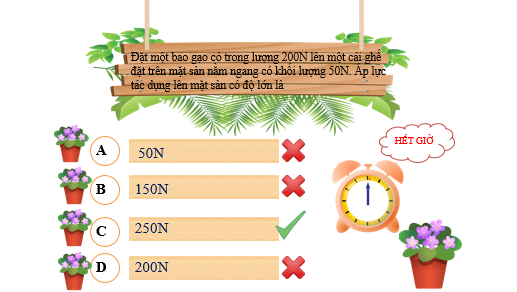 Đặt một bao gạo có trong lượng 200N lên một cái ghế
đặt trên mặt sàn nằm ngang có khối lượng 50N. Áp lực
tác dụng lên mặt sàn có độ lớn là
HẾT GIỜ
A 50N
B 150N
C 250N
D 200N